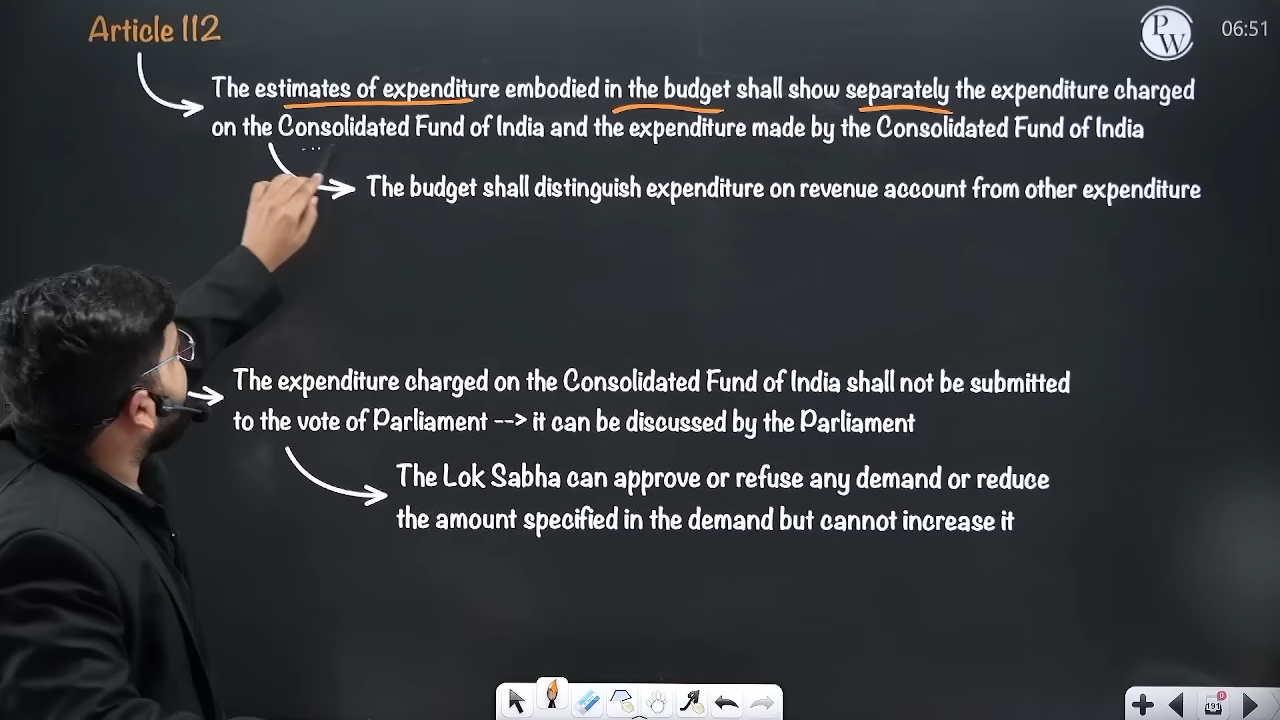 Article 112
PW
06:51
The estimates of expenditure embodied in the budget shall show separately the expenditure charged
on the Consolidated Fund of India and the expenditure made by the Consolidated Fund of India
The budget shall distinguish expenditure on revenue account from other expenditure
The expenditure charged on the Consolidated Fund of India shall not be submitted
to the vote of Parliament --> it can be discussed by the Parliament
The Lok Sabha can approve or refuse any demand or reduce
the amount specified in the demand but cannot increase it
0
191